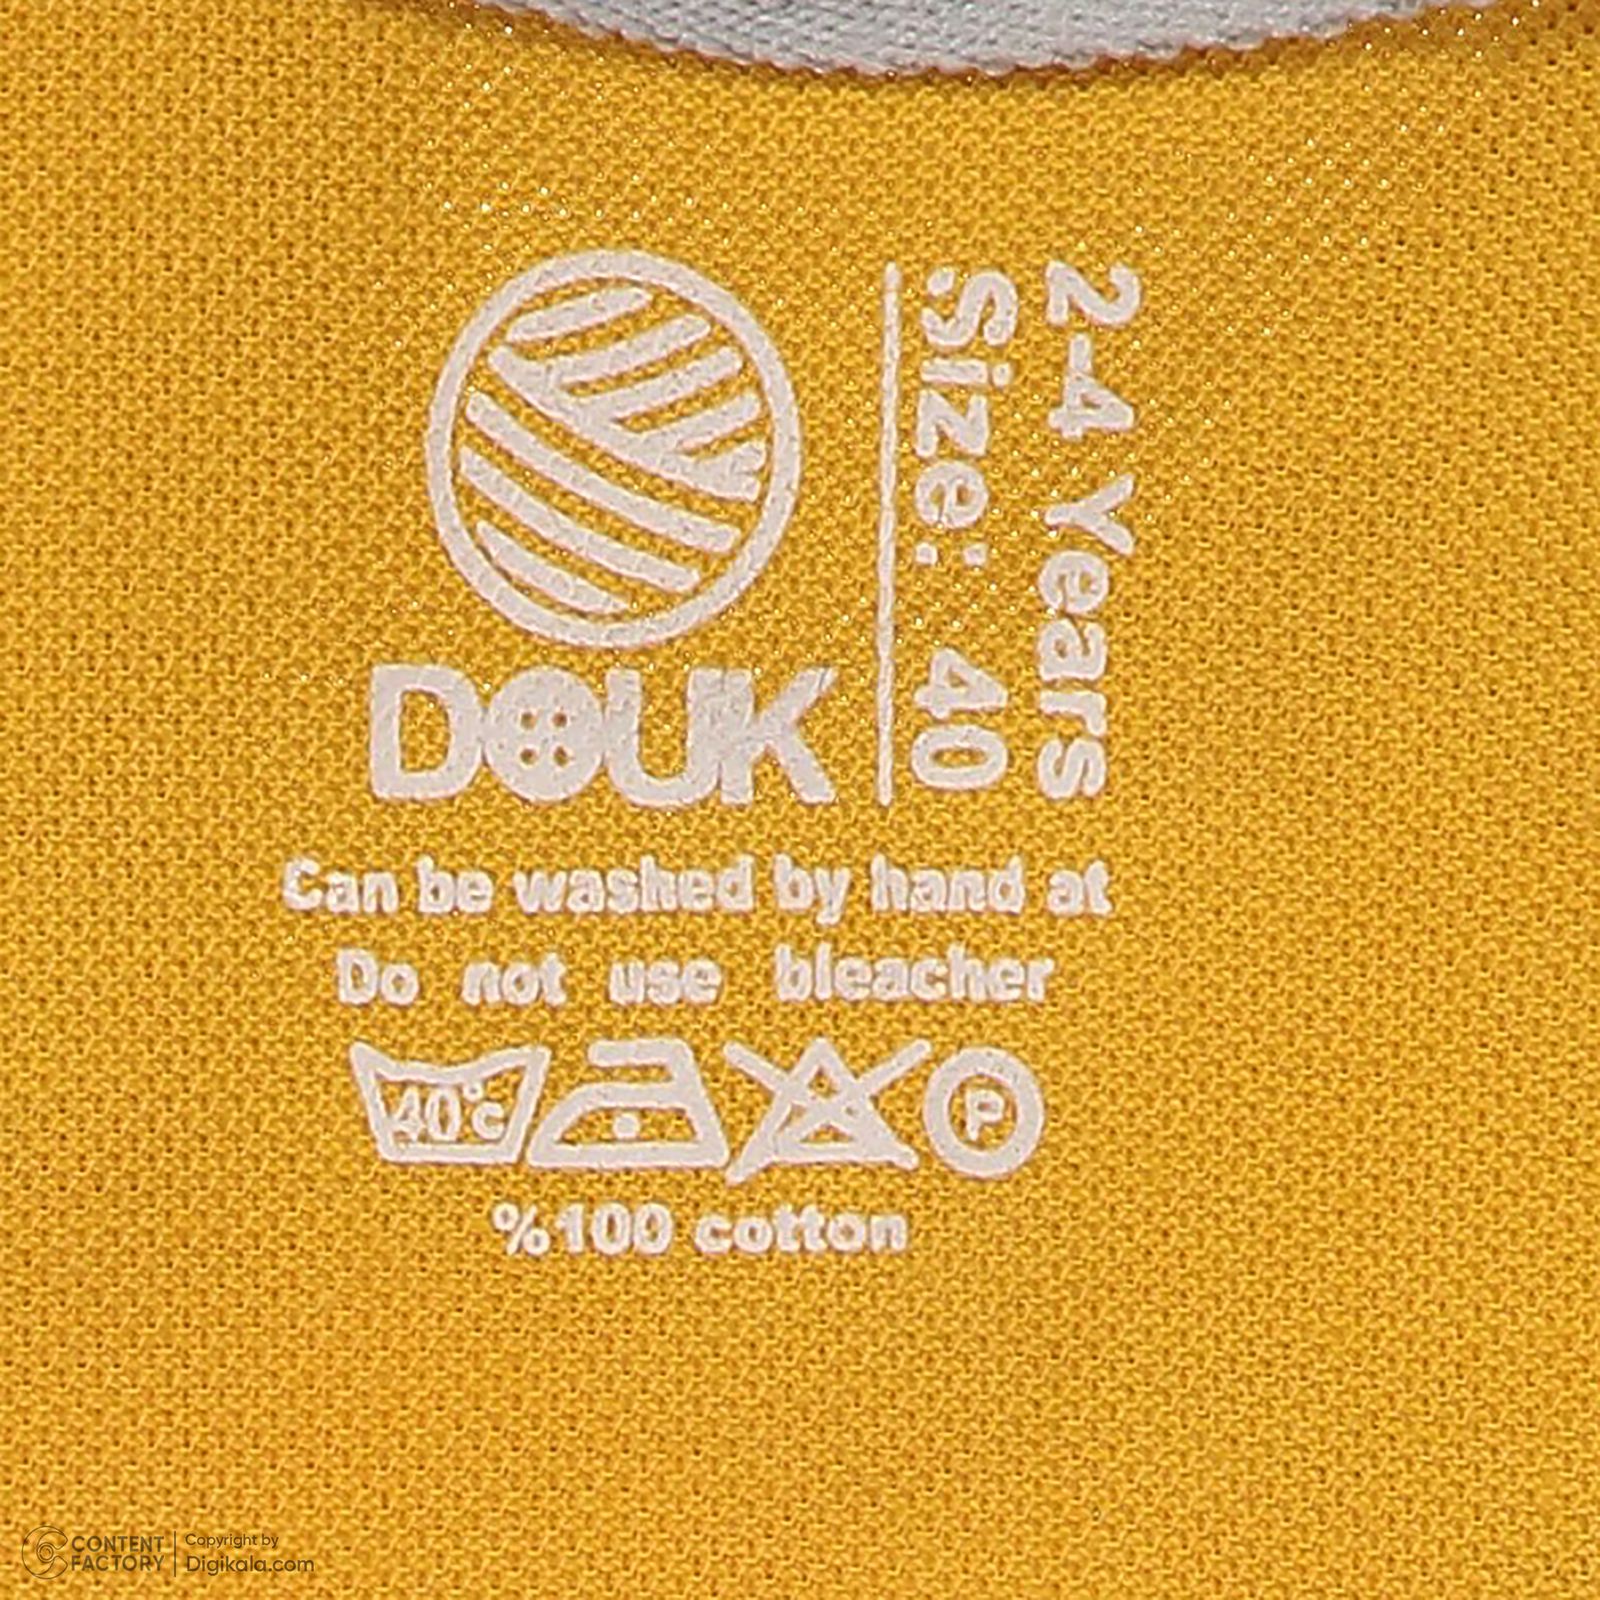 DOUK
2-4 Years
Size: 40
Can be washed by hand at
Do not use bleacher
40°c
P
%100 cotton
CONTENT FACTORY
Copyright by
Digikala.com